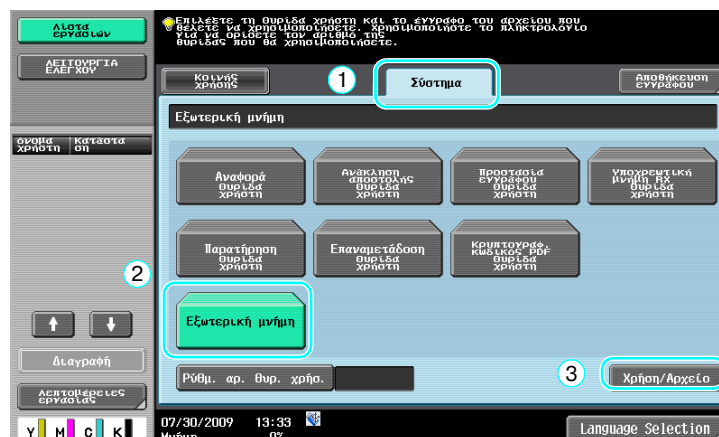 Λίστα
εργασιών
ΛΕΙΤΟΥΡΓΙΑ
ΕΛΕΓΧΟΥ
όνομα χρήστη
Κατάστα
ση
2
Διαγραφή
Λεπτομέρειες
εργασίας
Y M C K
Επιλέξτε τη θυρίδα χρήστη και το έγγραφο του αρχείου που
θέλετε να χρησιμοποιήσετε. Χρησιμοποιήστε το πληκτρολόγιο
για να ορίσετε τον αριθμό της
θυρίδας που θα χρησιμοποιήσετε.
Κοινής
χρήσης
1
Σύστημα
Αποθήκευση
εγγράφου
Εξωτερική μνήμη
Αναφορά
θυρίδα
χρήστη
Ανάκληση
αποστολής
θυρίδα
χρήστη
Προστασία
εγγράφου
θυρίδα
χρήστη
Υποχρεωτική
μνήμη RX
θυρίδα
χρήστη
Παρατήρηση
θυρίδα
χρήστη
Επαναμετάδοση
θυρίδα
χρήστη
Κρυπτογραφ.
κωδικός PDF
θυρίδα
χρήστη
Εξωτερική μνήμη
Ρύθμ. αρ. θυρ. χρήσ.
3
Χρήση/Αρχείο
07/30/2009 13:33
Μνήμη 0%
Language Selection